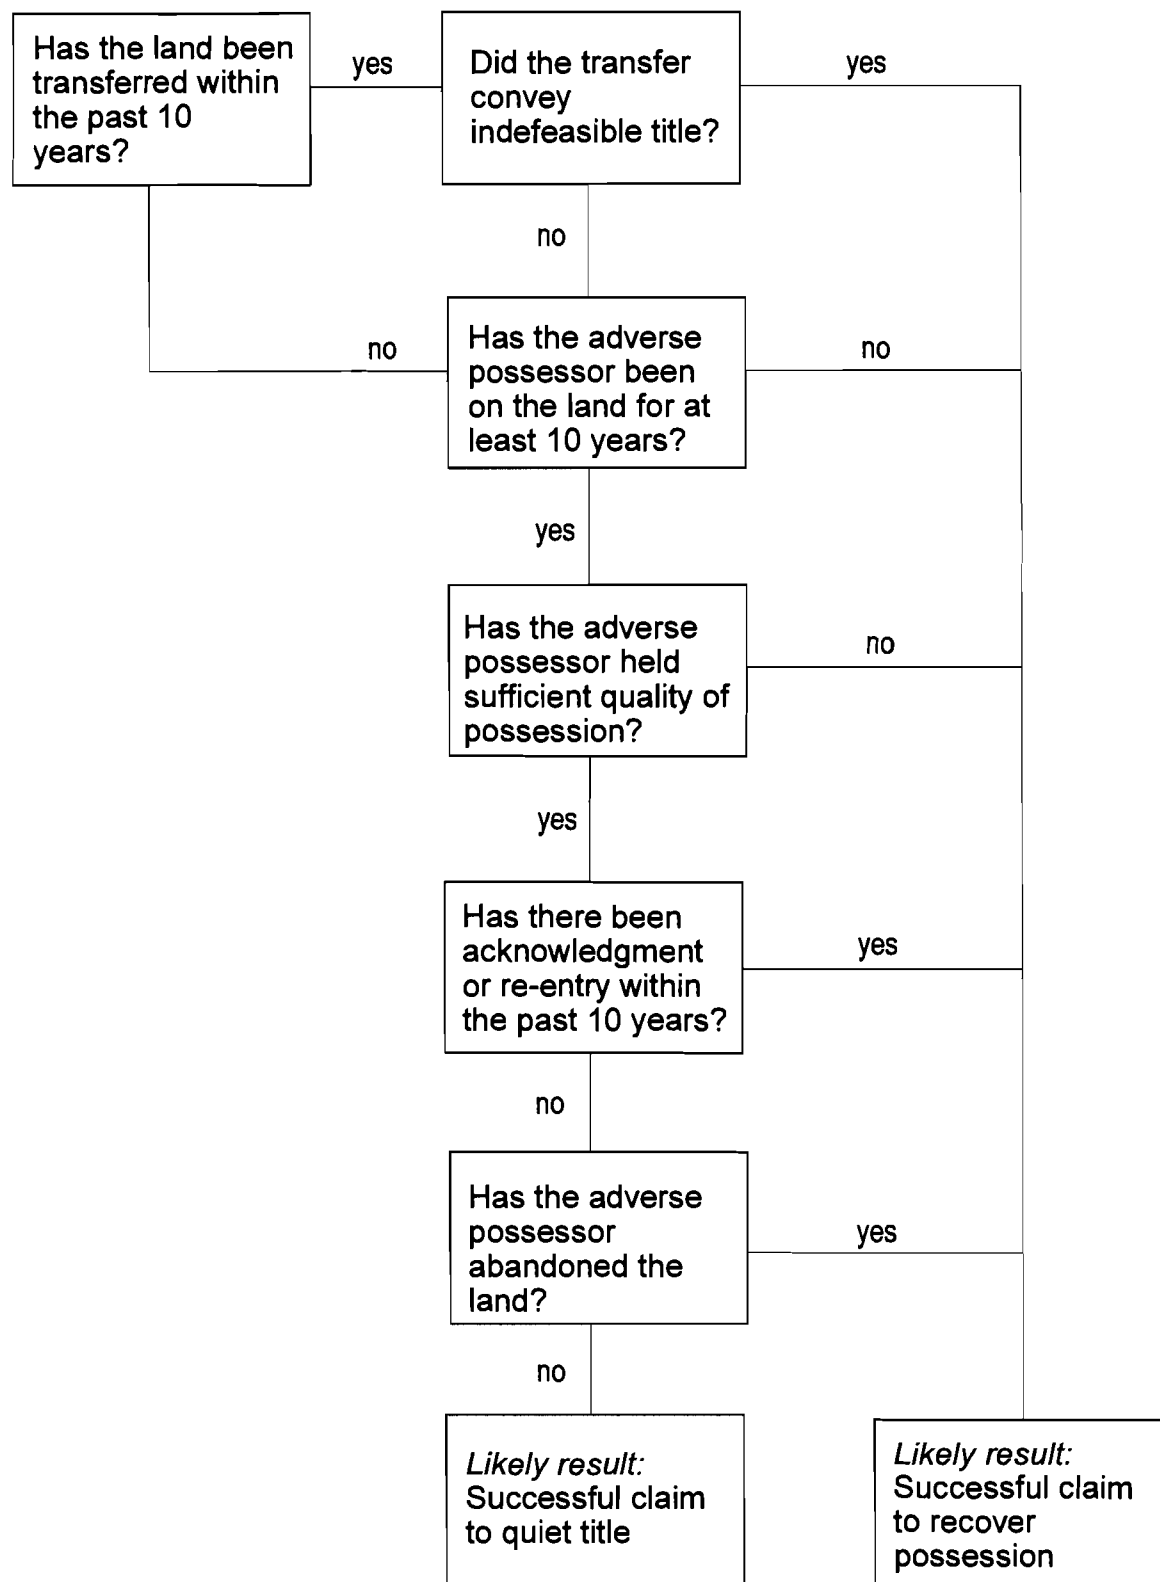 Has the land been
transferred within
the past 10
years?
yes
Did the transfer
convey
indefeasible title?
yes
no
no
Has the adverse
possessor been
on the land for at
least 10 years?
no
yes
Has the adverse
possessor held
sufficient quality of
possession?
no
yes
Has there been
acknowledgment
or re-entry within
the past 10 years?
yes
no
Has the adverse
possessor
abandoned the
land?
yes
no
Likely result:
Successful claim
to quiet title
Likely result:
Successful claim
to recover
possession